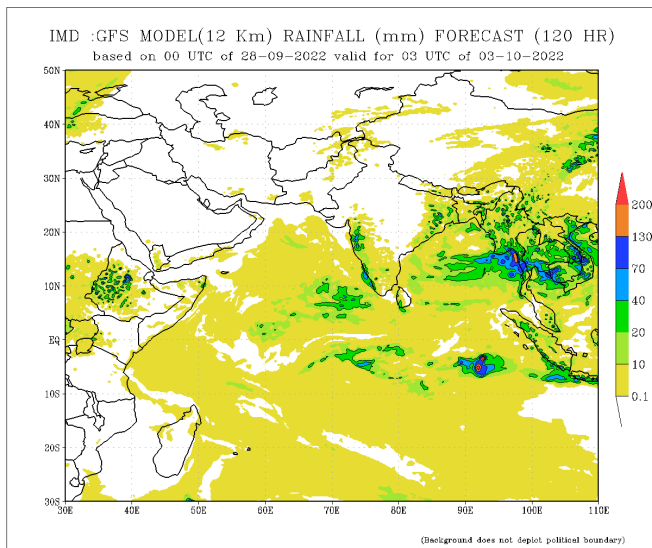 IMD :GFS MODEL(12 Km) RAINFALL (mm) FORECAST (120 HR)
based on 00 UTC of 28-09-2022 valid for 03 UTC of 03-10-2022
50N
40N
30N
20N
10N
EQ
10S
20S
30S
30E 40E 50E 60E 70E 80E 90E 100E 110E
200
130
70
40
20
10
0.1
(Background does not depict political boundary)